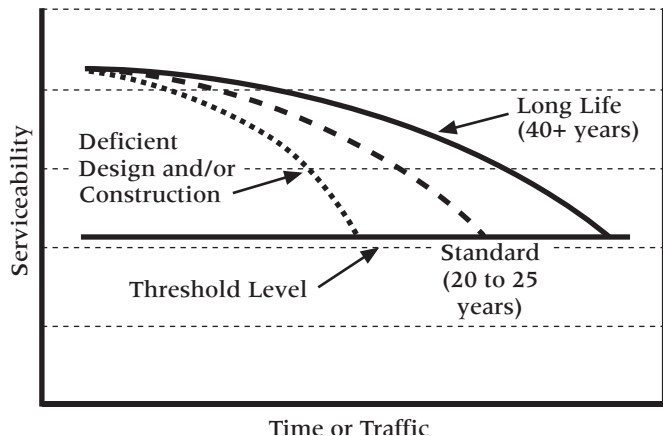 Serviceability
Long Life
(40+ years)
Deficient
Design and/or
Construction
Standard
(20 to 25
years)
Threshold Level
Time or Traffic